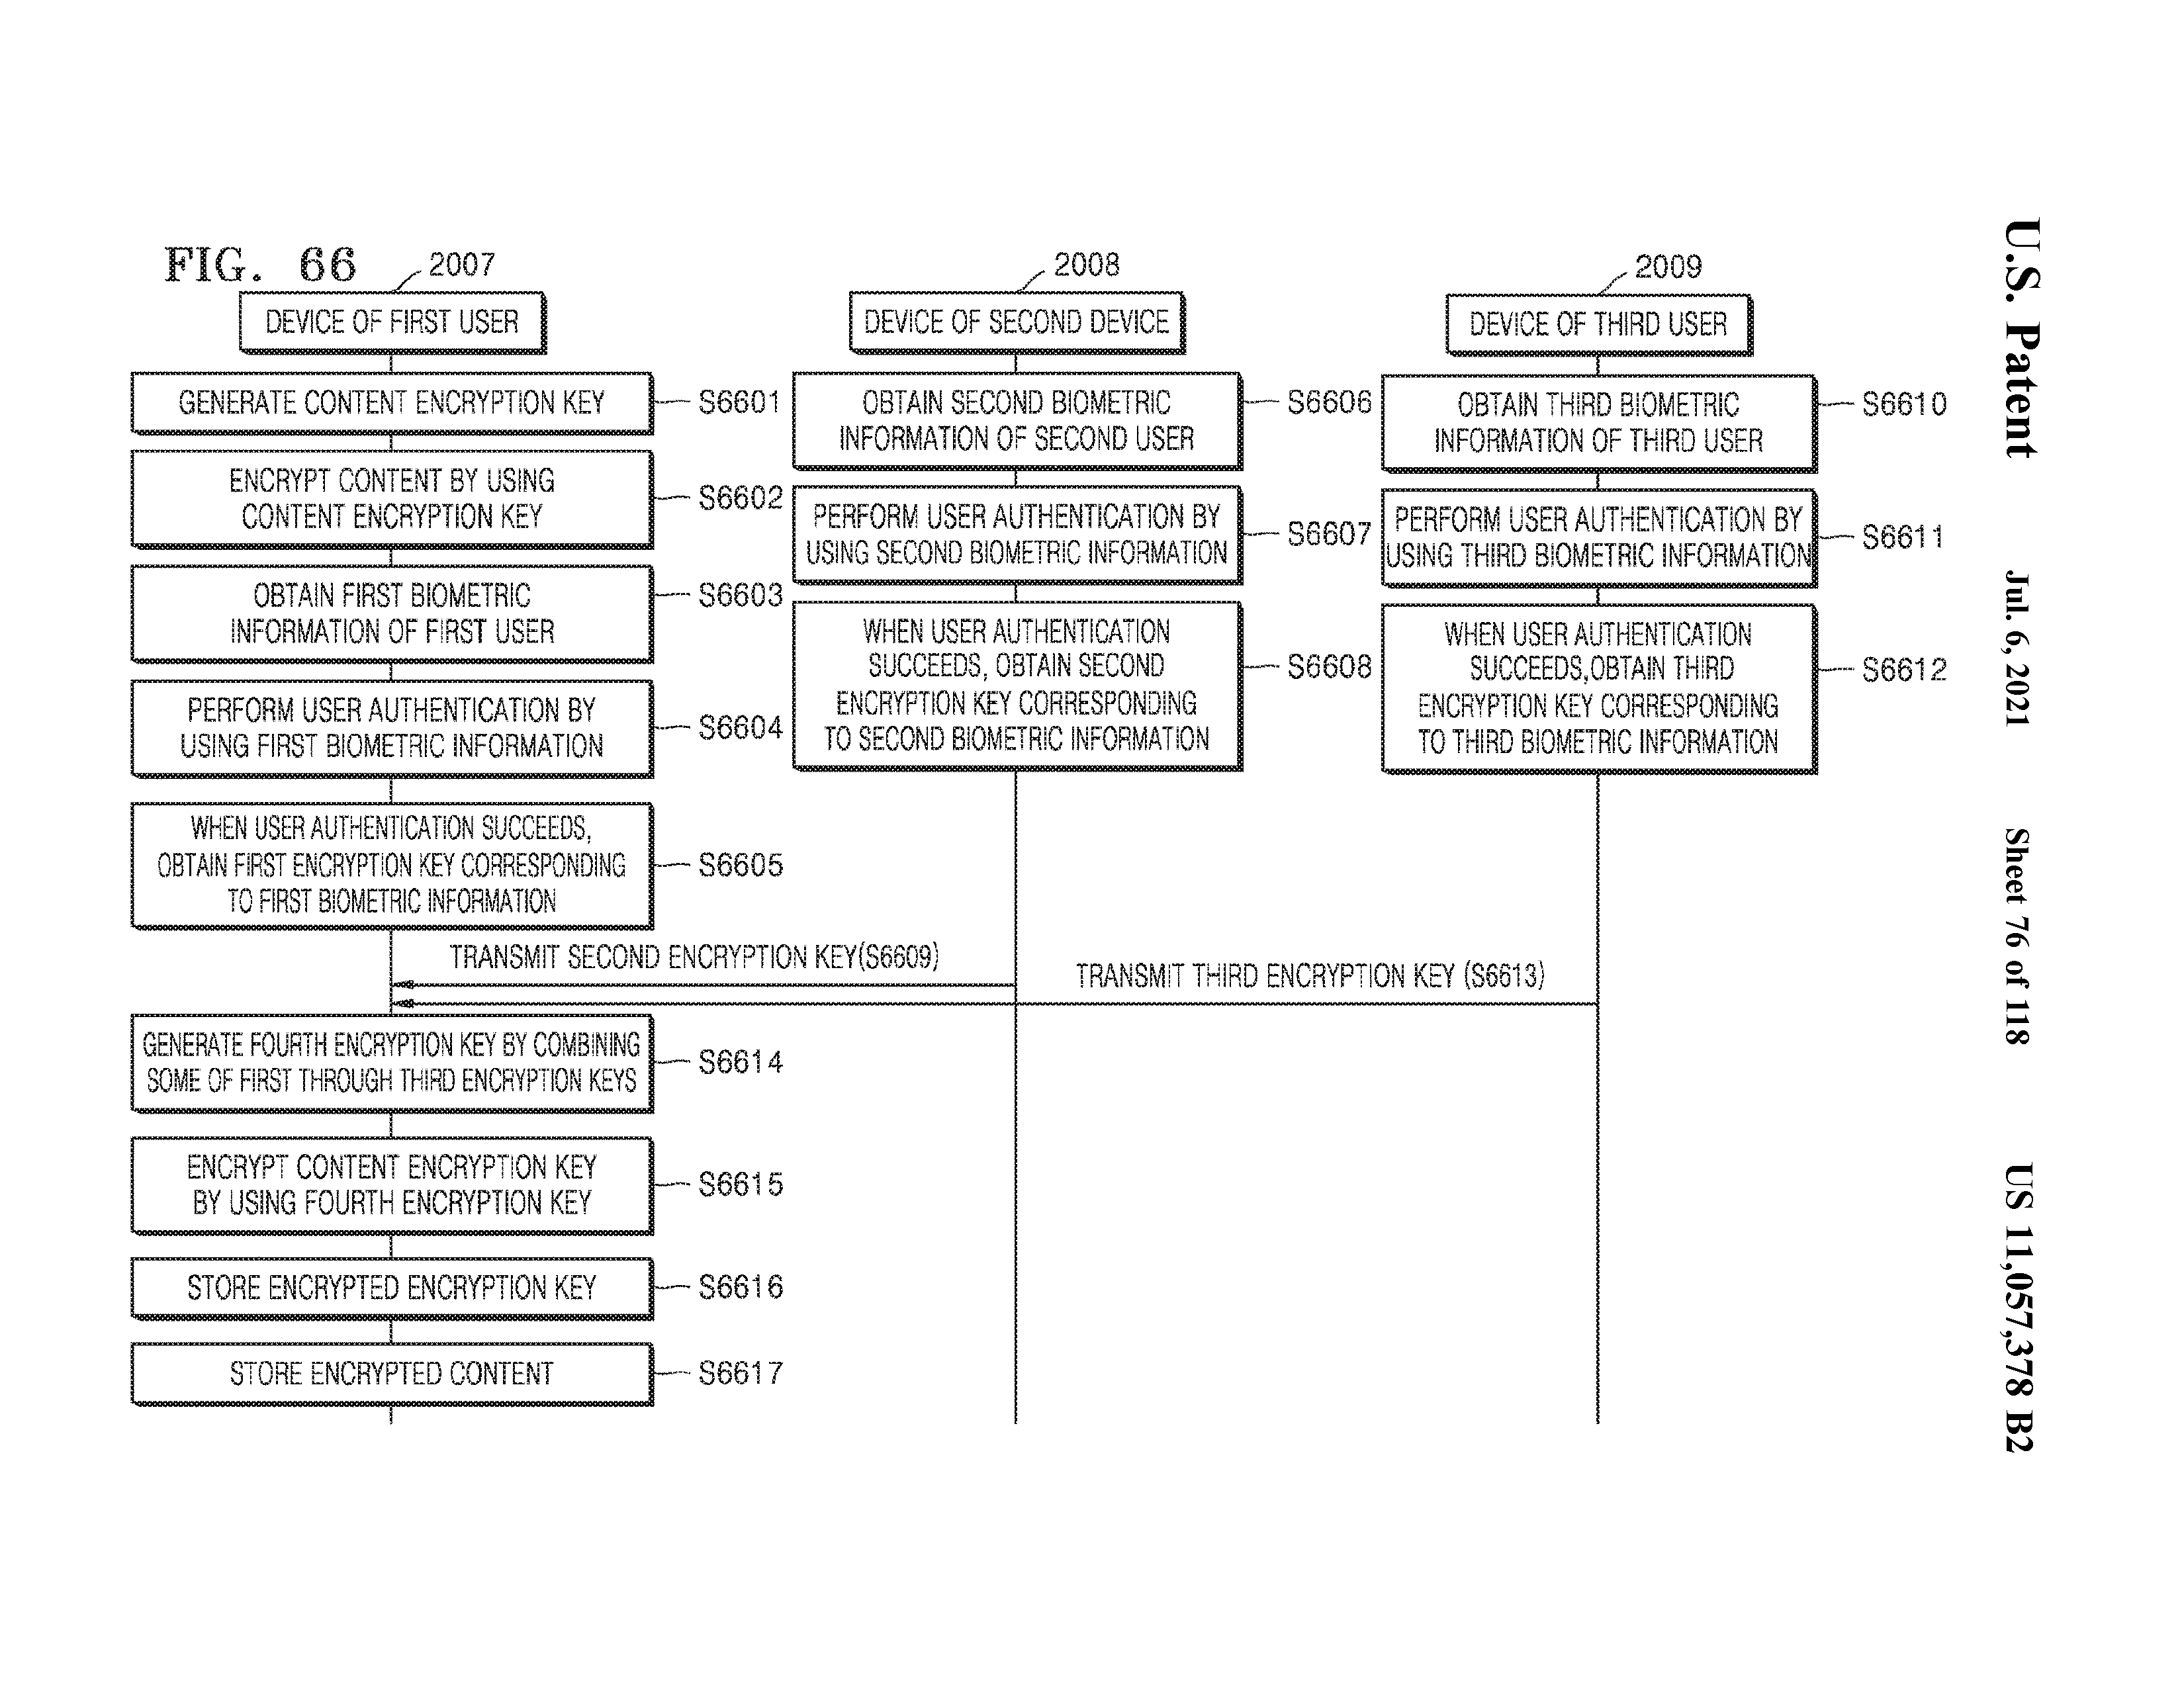 U.S. Patent
Jul. 6, 2021
Sheet 76 of 118
US 11,057,378 B2
FIG. 66
2007
DEVICE OF FIRST USER
GENERATE CONTENT ENCRYPTION KEY
S6601
ENCRYPT CONTENT BY USING
CONTENT ENCRYPTION KEY
S6602
OBTAIN FIRST BIOMETRIC
INFORMATION OF FIRST USER
S6603
PERFORM USER AUTHENTICATION BY
USING FIRST BIOMETRIC INFORMATION
S6604
WHEN USER AUTHENTICATION SUCCEEDS,
OBTAIN FIRST ENCRYPTION KEY CORRESPONDING
TO FIRST BIOMETRIC INFORMATION
S6605
2008
DEVICE OF SECOND DEVICE
OBTAIN SECOND BIOMETRIC
INFORMATION OF SECOND USER
S6606
PERFORM USER AUTHENTICATION BY
USING SECOND BIOMETRIC INFORMATION
S6607
WHEN USER AUTHENTICATION
SUCCEEDS, OBTAIN SECOND
ENCRYPTION KEY CORRESPONDING
TO SECOND BIOMETRIC INFORMATION
S6608
2009
DEVICE OF THIRD USER
OBTAIN THIRD BIOMETRIC
INFORMATION OF THIRD USER
S6610
PERFORM USER AUTHENTICATION BY
USING THIRD BIOMETRIC INFORMATION
S6611
WHEN USER AUTHENTICATION
SUCCEEDS,OBTAIN THIRD
ENCRYPTION KEY CORRESPONDING
TO THIRD BIOMETRIC INFORMATION
S6612
TRANSMIT SECOND ENCRYPTION KEY(S6609)
TRANSMIT THIRD ENCRYPTION KEY (S6613)
GENERATE FOURTH ENCRYPTION KEY BY COMBINING
SOME OF FIRST THROUGH THIRD ENCRYPTION KEYS
S6614
ENCRYPT CONTENT ENCRYPTION KEY
BY USING FOURTH ENCRYPTION KEY
S6615
STORE ENCRYPTED ENCRYPTION KEY
S6616
STORE ENCRYPTED CONTENT
S6617